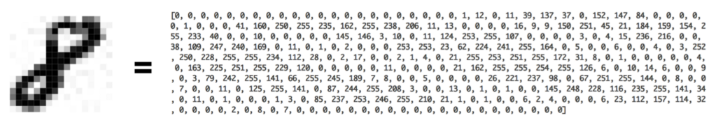 =
[0, 0, 0, 0, 0, 0, 0, 0, 0, 0, 0, 0, 0, 0, 0, 0, 0, 0, 0, 0, 1, 12, 0, 11, 39, 137, 37, 0, 152, 147, 84, 0, 0, 0, 0,
0, 1, 0, 0, 0, 41, 160, 250, 255, 235, 162, 255, 238, 206, 11, 13, 0, 0, 0, 0, 16, 9, 9, 150, 251, 45, 21, 184, 159, 154, 2
55, 233, 40, 0, 0, 10, 0, 0, 0, 0, 0, 145, 146, 3, 10, 0, 11, 124, 253, 255, 107, 0, 0, 0, 0, 3, 0, 4, 15, 236, 216, 0, 0,
38, 109, 247, 240, 169, 0, 11, 0, 1, 0, 2, 0, 0, 0, 253, 253, 23, 62, 224, 241, 255, 164, 0, 5, 0, 0, 6, 0, 0, 4, 0, 3, 252
, 250, 228, 255, 255, 234, 112, 28, 0, 2, 17, 0, 0, 2, 1, 4, 0, 21, 255, 253, 251, 255, 172, 31, 8, 0, 1, 0, 0, 0, 0, 0, 4,
0, 163, 225, 251, 255, 229, 120, 0, 0, 0, 0, 0, 11, 0, 0, 0, 0, 21, 162, 255, 255, 254, 255, 126, 6, 0, 10, 14, 6, 0, 0, 9
, 0, 3, 79, 242, 255, 141, 66, 255, 245, 189, 7, 8, 0, 0, 5, 0, 0, 0, 0, 26, 221, 237, 98, 0, 67, 251, 255, 144, 0, 8, 0, 0
, 7, 0, 0, 11, 0, 125, 255, 141, 0, 87, 244, 255, 208, 3, 0, 0, 13, 0, 1, 0, 1, 0, 0, 145, 248, 228, 116, 235, 255, 141, 34
, 0, 11, 0, 1, 0, 0, 0, 1, 3, 0, 85, 237, 253, 246, 255, 210, 21, 1, 0, 1, 0, 0, 6, 2, 4, 0, 0, 0, 6, 23, 112, 157, 114, 32
, 0, 0, 0, 0, 2, 0, 8, 0, 7, 0, 0, 0, 0, 0, 0, 0, 0, 0, 0, 0, 0, 0, 0, 0, 0, 0, 0, 0, 0, 0]